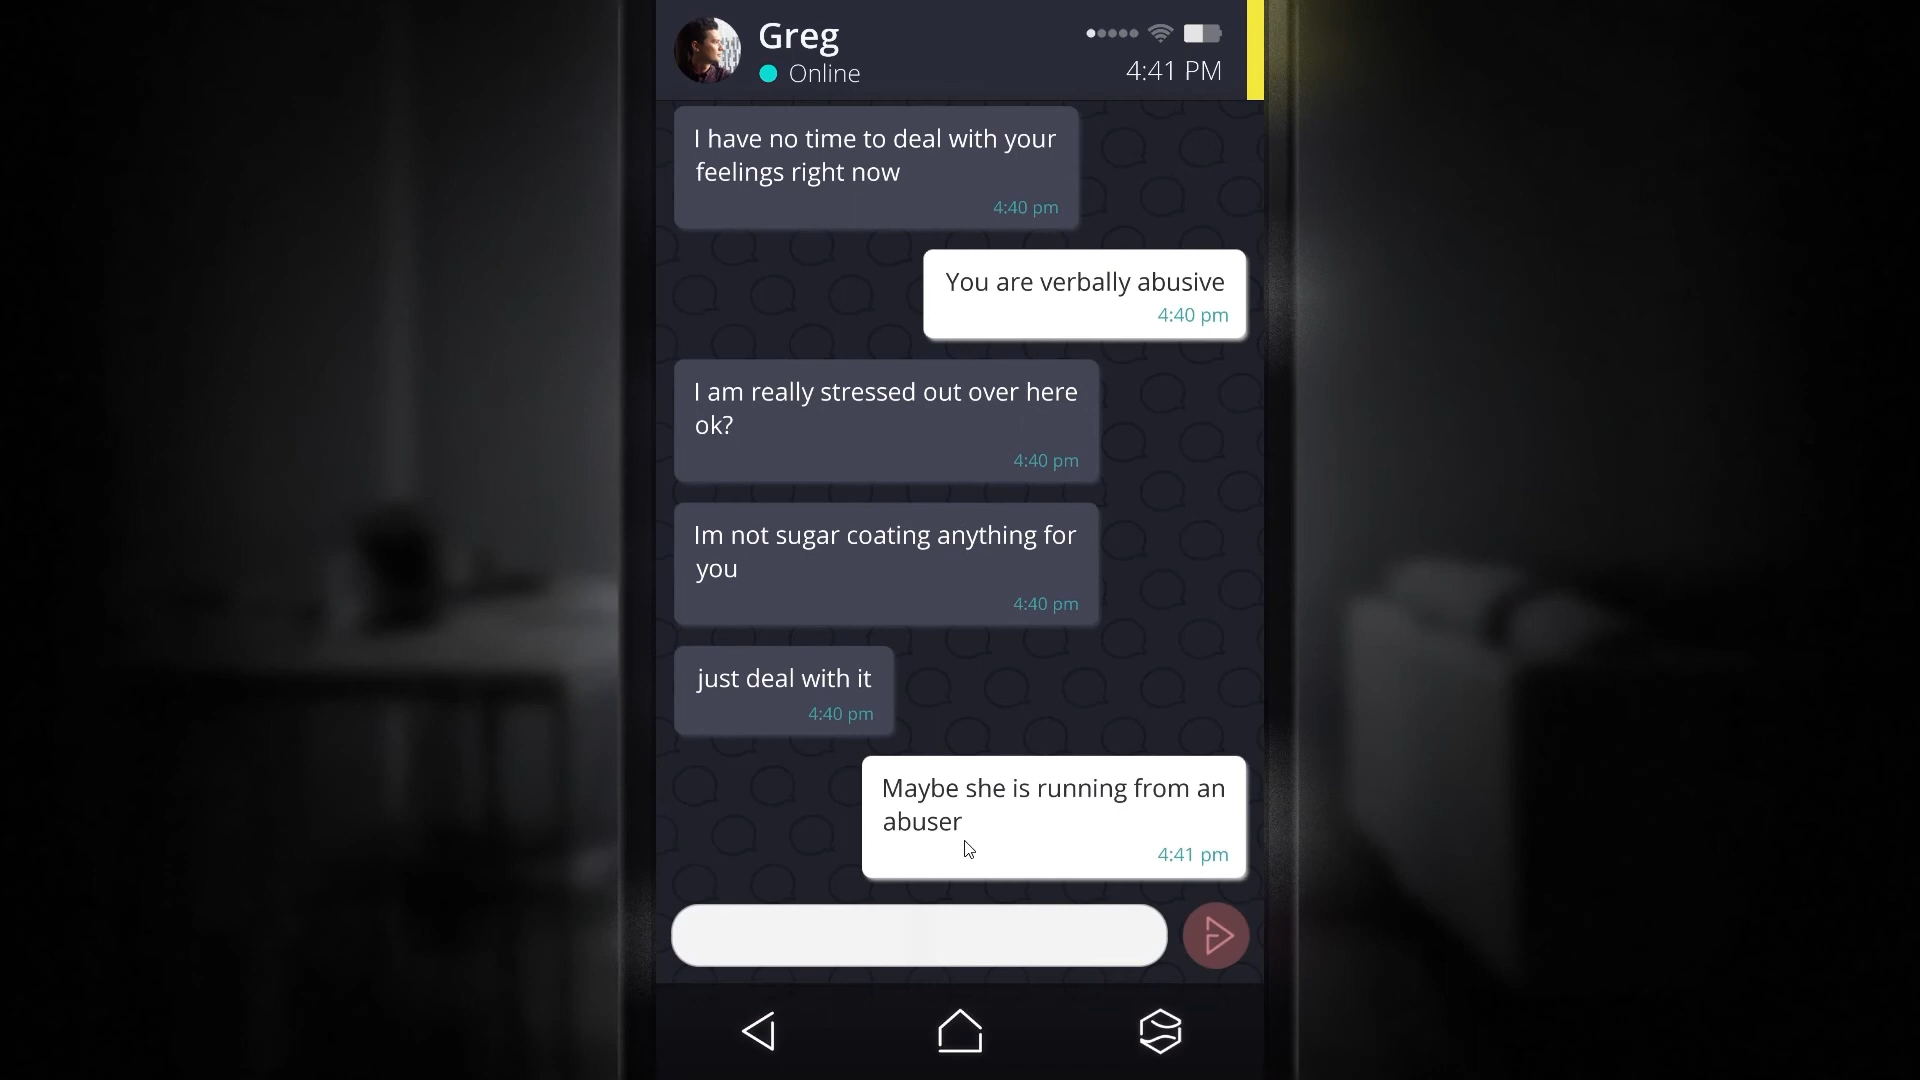 Greg
Online
4:41 PM
I have no time to deal with your
feelings right now
4:40 pm
You are verbally abusive
4:40 pm
I am really stressed out over here
ok?
4:40 pm
Im not sugar coating anything for
you
4:40 pm
just deal with it
4:40 pm
Maybe she is running from an
abuser
4:41 pm